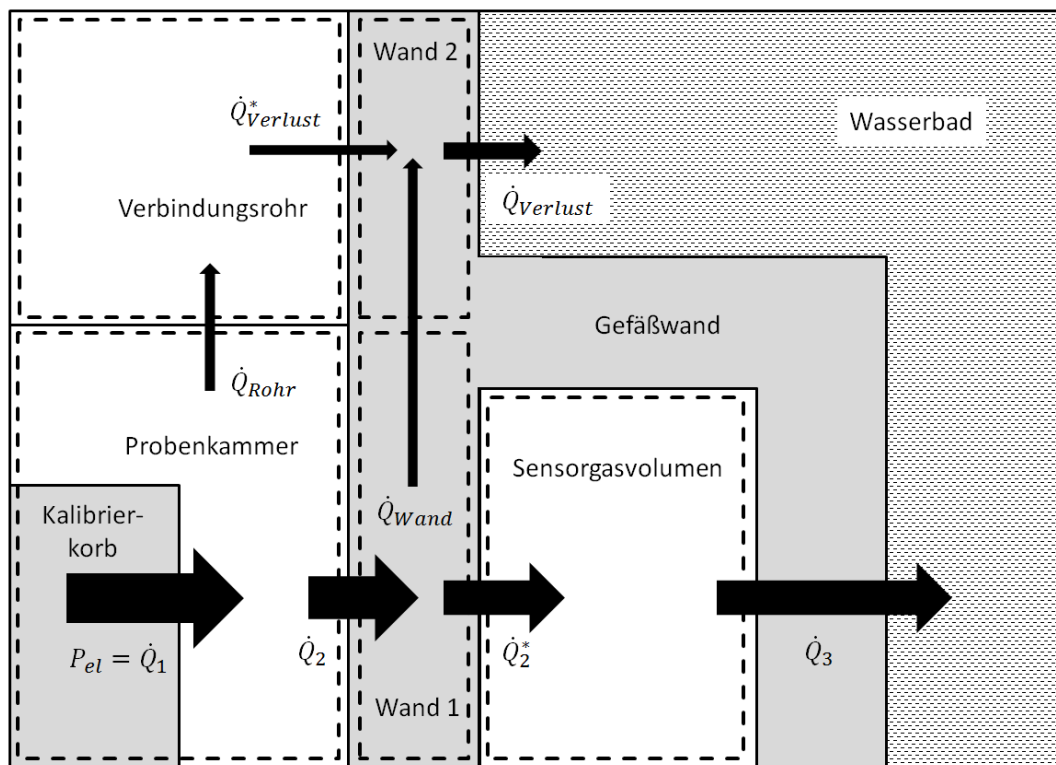 Wand 2
Q̇*Verlust
Wasserbad
Verbindungsrohr
Q̇Verlust
Gefäßwand
Q̇Rohr
Probenkammer
Sensorgasvolumen
Kalibrier-
korb
Q̇Wand
Pel = Q̇1
Q̇2
Q̇2*
Q̇3
Wand 1